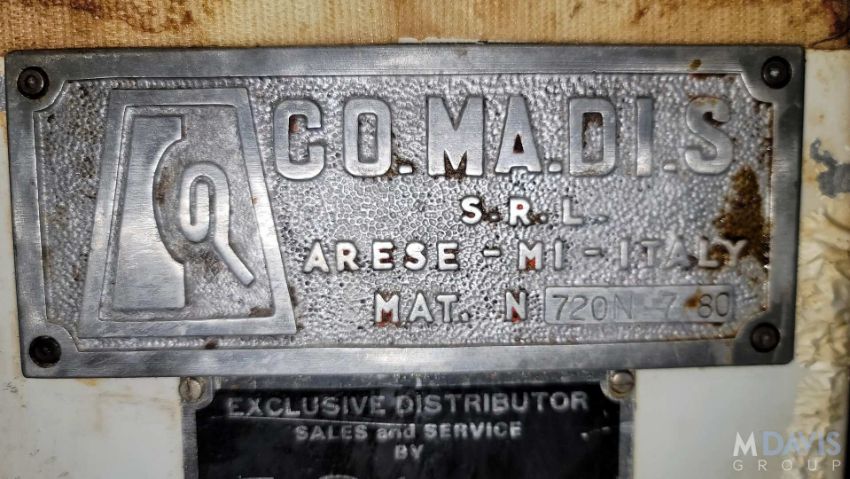 CO.MA.DI.S
S.R.L.
ARESE - MI - ITALY
MAT. N 720N-7 80
EXCLUSIVE DISTRIBUTOR
SALES and SERVICE
BY
M DAVIS
GROUP